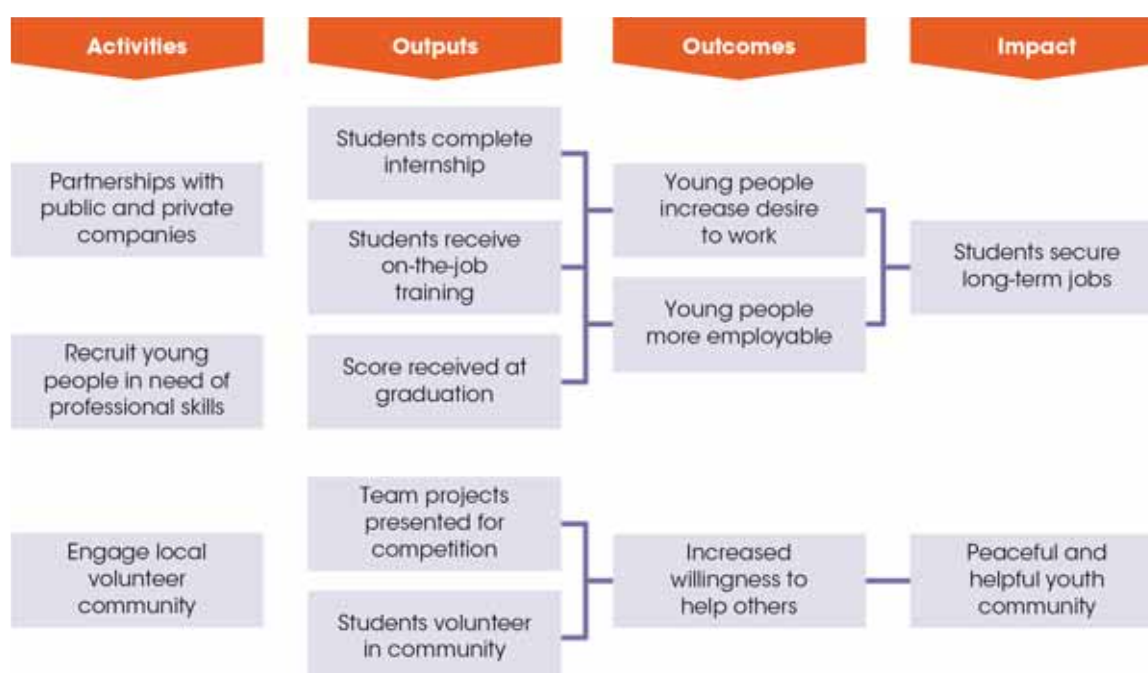 Activities
Outputs
Outcomes
Impact
Partnerships with
public and private
companies
Recruit young
people in need of
professional skills
Engage local
volunteer
community
Students complete
internship
Students receive
on-the-job
training
Score received at
graduation
Team projects
presented for
competition
Students volunteer
in community
Young people
increase desire
to work
Young people
more employable
Increased
willingness to
help others
Students secure
long-term jobs
Peaceful and
helpful youth
community